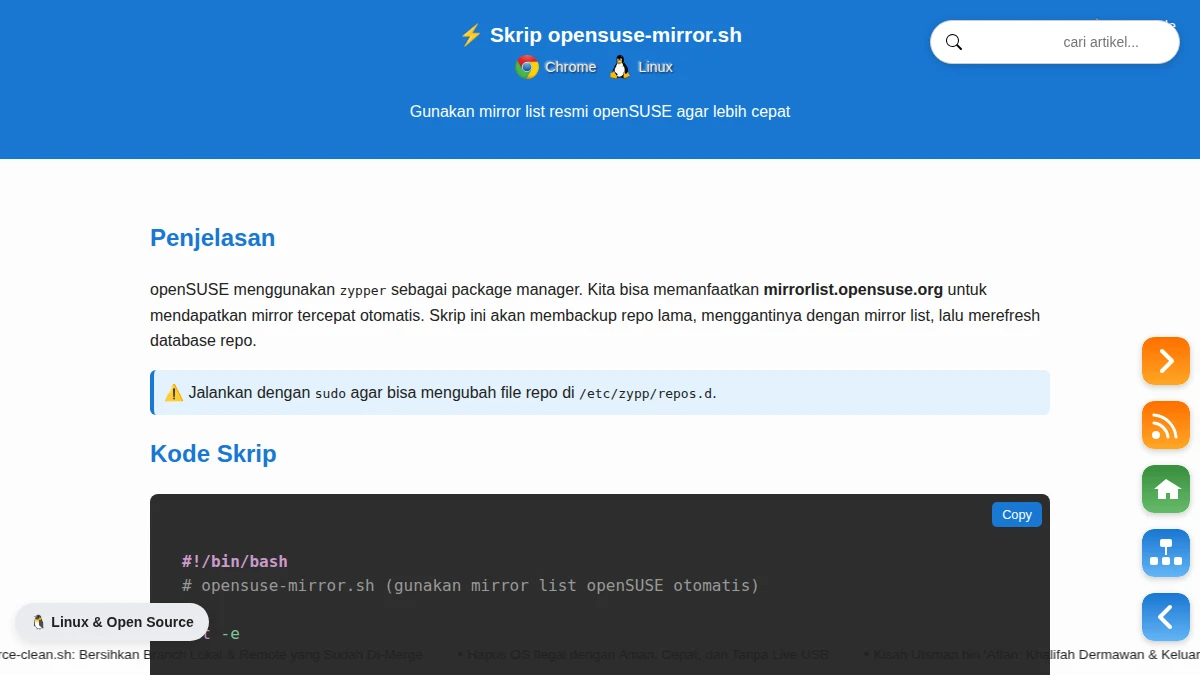 ⚡ Skrip opensuse-mirror.sh
cari artikel...
Chrome Linux
Gunakan mirror list resmi openSUSE agar lebih cepat
Penjelasan
openSUSE menggunakan zypper sebagai package manager. Kita bisa memanfaatkan mirrorlist.opensuse.org untuk
mendapatkan mirror tercepat otomatis. Skrip ini akan membackup repo lama, menggantinya dengan mirror list, lalu merefresh
database repo.
⚠️ Jalankan dengan sudo agar bisa mengubah file repo di /etc/zypp/repos.d.
Kode Skrip
Copy
#!/bin/bash
# opensuse-mirror.sh (gunakan mirror list openSUSE otomatis)
🐧 Linux & Open Source
-e
rce-clean.sh: Bersihkan Branch Lokal & Remote yang Sudah Di-Merge • Hapus OS Ilegal dengan Aman, Cepat, dan Tanpa Live USB • Kisah Utsman bin 'Affan: Khalifah Dermawan & Keluar